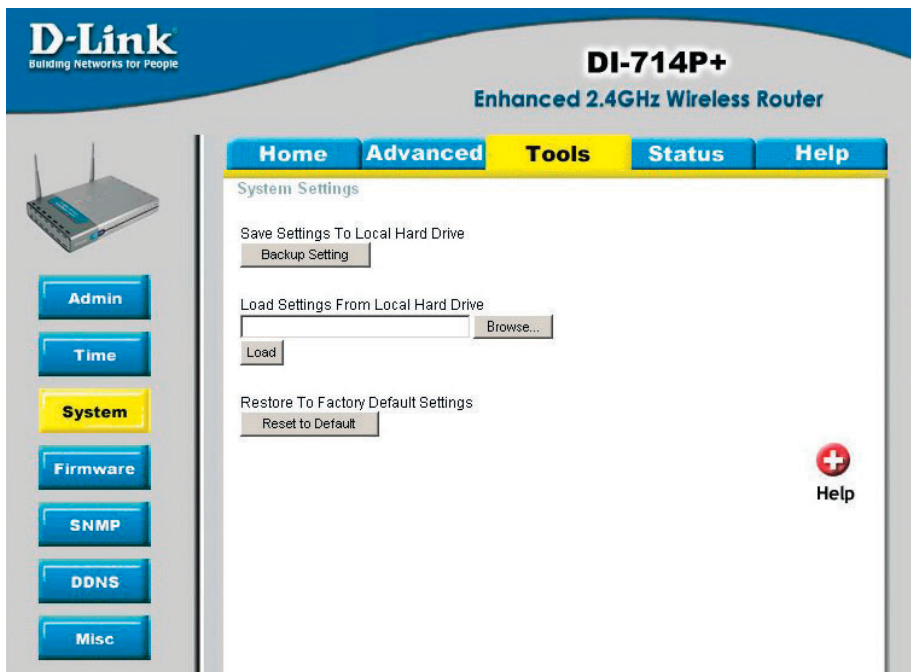 D-Link
Building Networks for People
DI-714P+
Enhanced 2.4GHz Wireless Router
Home Advanced Tools Status Help
System Settings
Save Settings To Local Hard Drive
Backup Setting
Load Settings From Local Hard Drive
Browse...
Load
Restore To Factory Default Settings
Reset to Default
Help
Admin
Time
System
Firmware
SNMP
DDNS
Misc